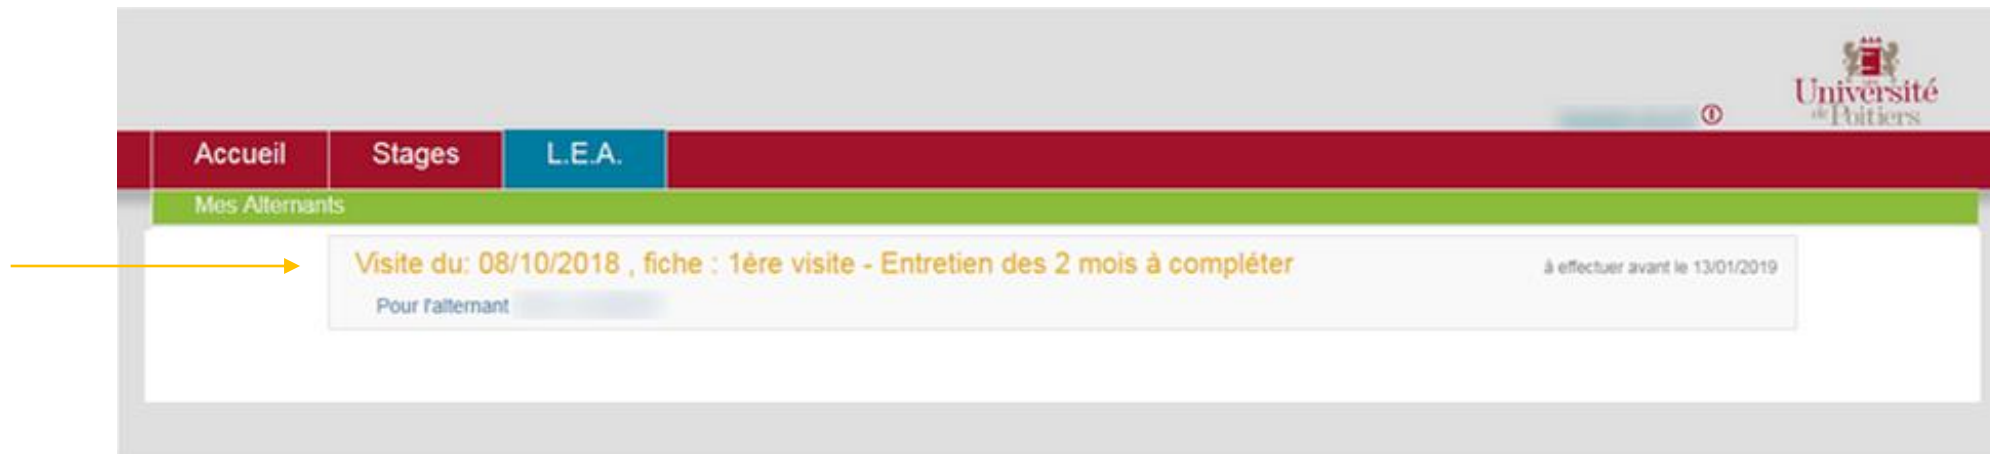 Université
de Poitiers
Accueil
Stages
L.E.A.
Mes Alternants
Visite du: 08/10/2018 , fiche : 1ère visite - Entretien des 2 mois à compléter
à effectuer avant le 13/01/2019
Pour l'alternant